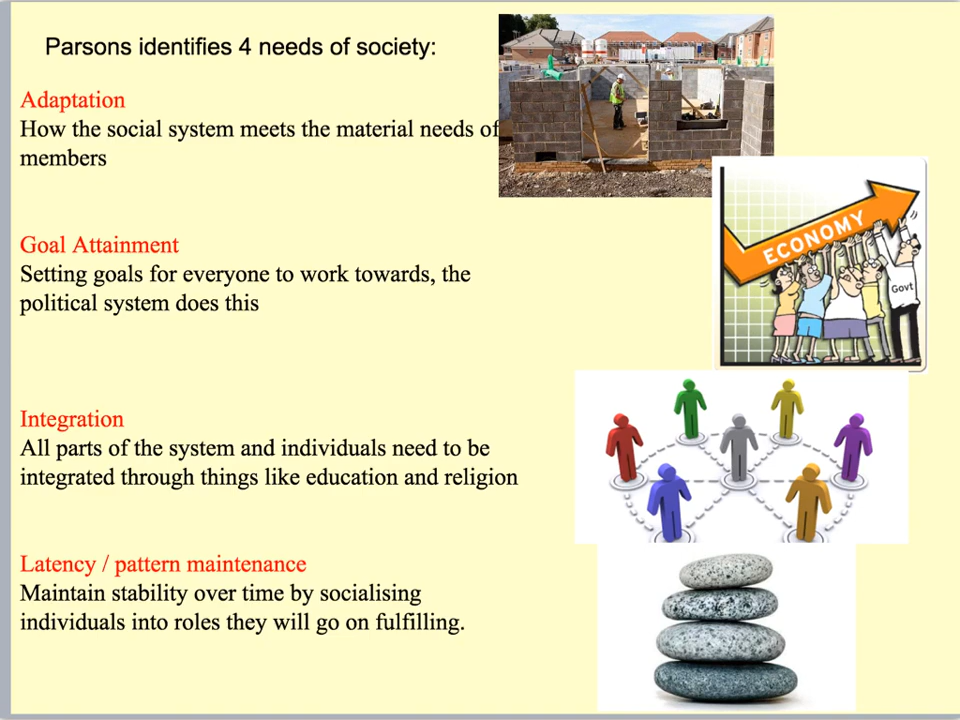 Parsons identifies 4 needs of society:
Adaptation
How the social system meets the material needs of
members
ECONOMY
Govt
Goal Attainment
Setting goals for everyone to work towards, the
political system does this
Integration
All parts of the system and individuals need to be
integrated through things like education and religion
Latency / pattern maintenance
Maintain stability over time by socialising
individuals into roles they will go on fulfilling.